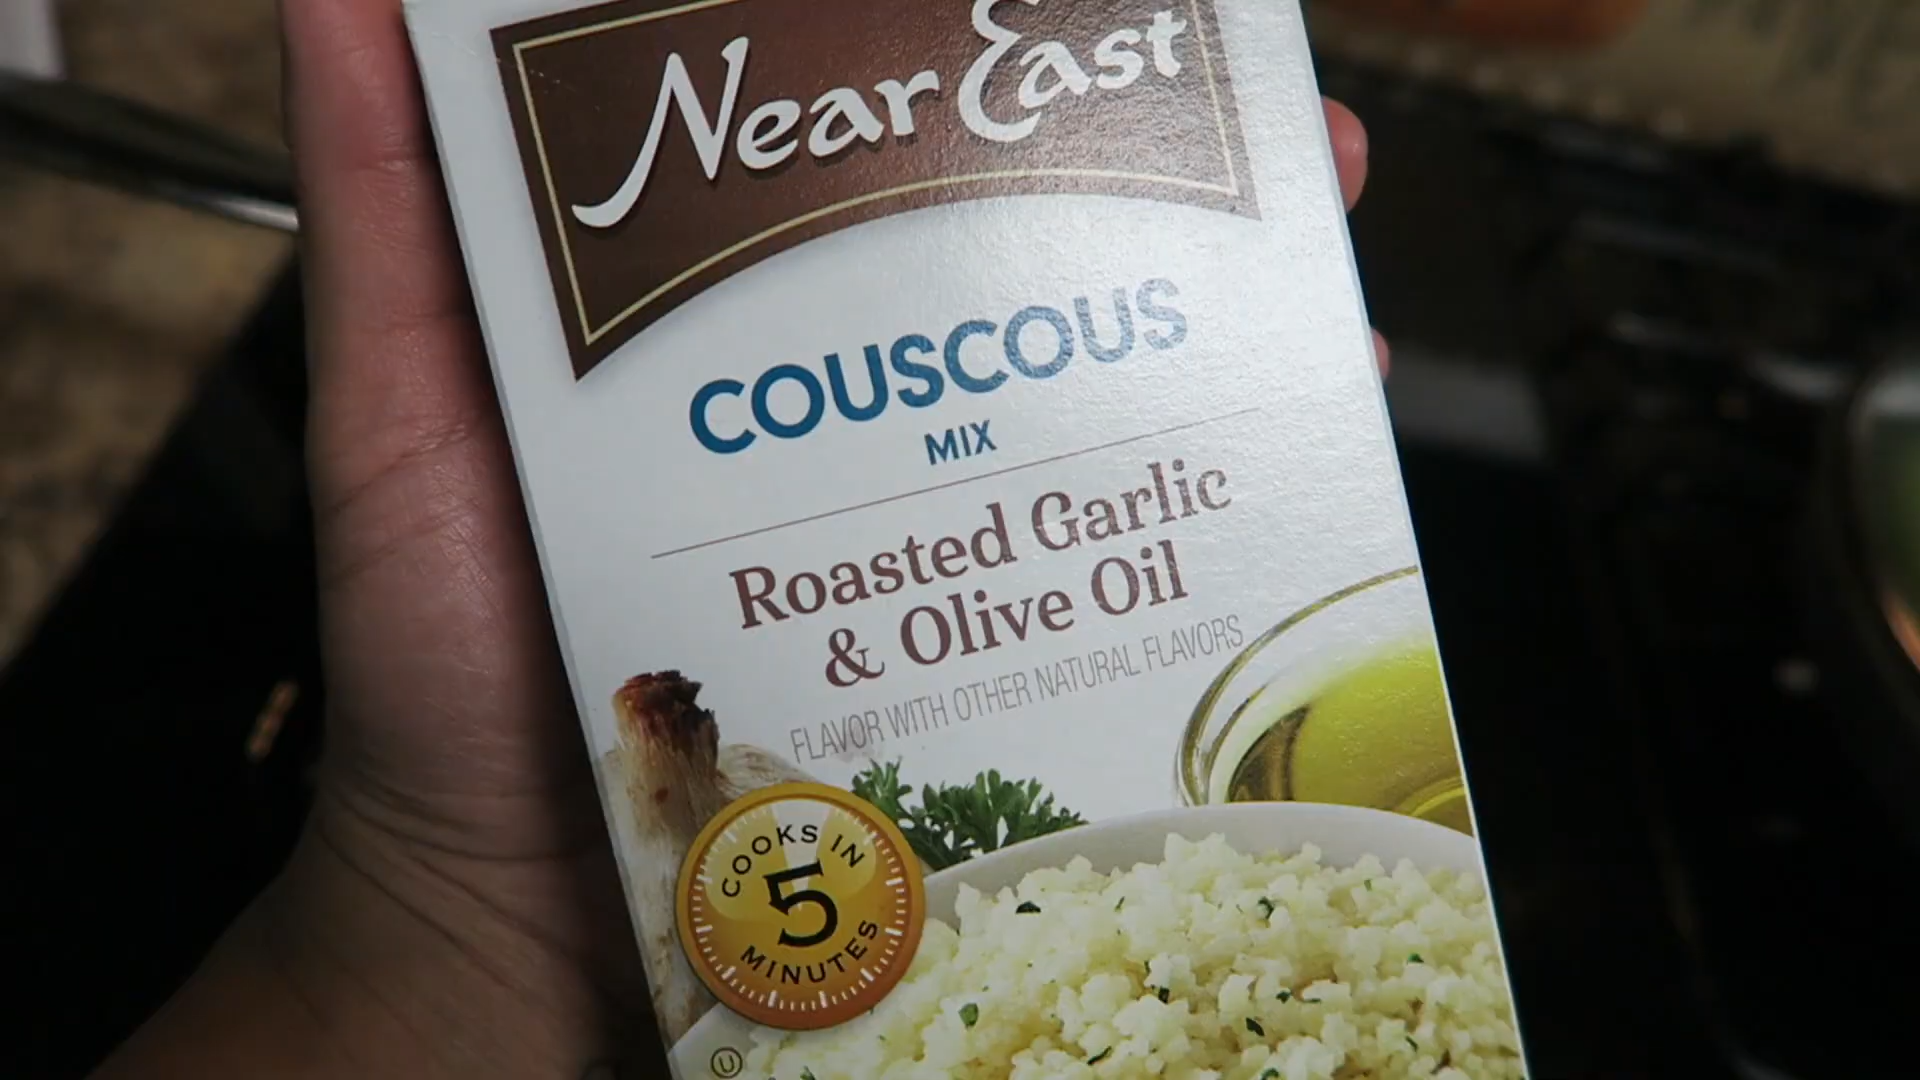 Near East
COUSCOUS
MIX
Roasted Garlic
& Olive Oil
FLAVOR WITH OTHER NATURAL FLAVORS
COOKS IN
5
MINUTES
U